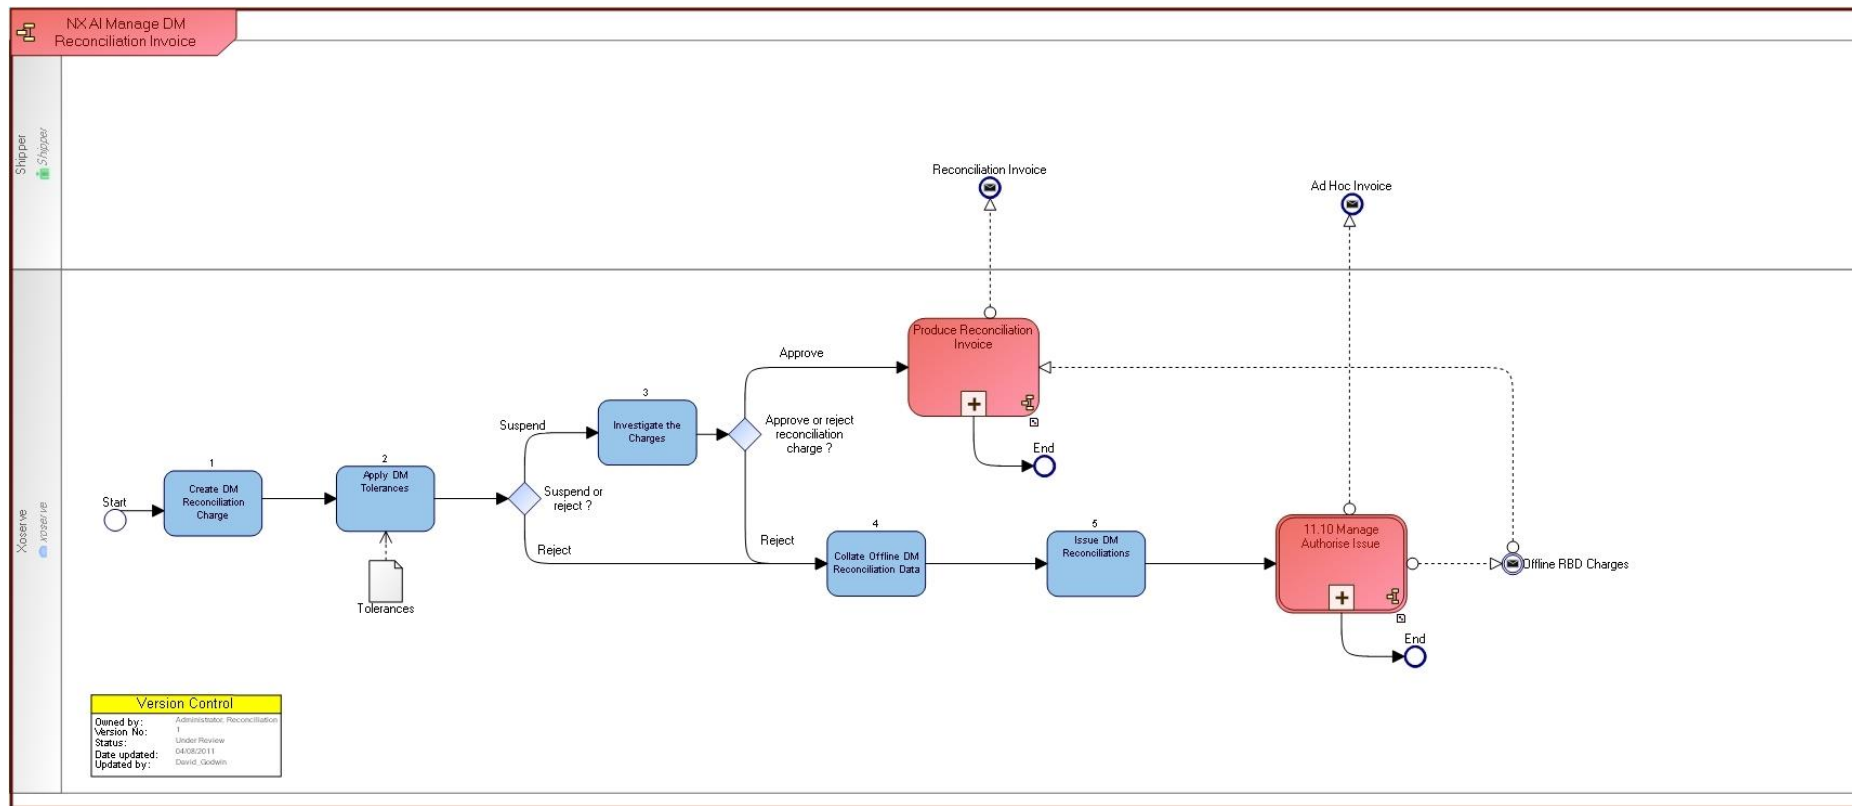 NX AI Manage DM
Reconciliation Invoice
Shipper
Shipper
Reconciliation Invoice
Ad Hoc Invoice
Xoserve
xoserve
Start
1
Create DM
Reconciliation
Charge
2
Apply DM
Tolerances
Tolerances
Suspend
Suspend or
reject ?
Reject
3
Investigate the
Charges
Approve
Approve or reject
reconciliation
charge ?
Reject
Produce Reconciliation
Invoice
End
4
Collate Offline DM
Reconciliation Data
5
Issue DM
Reconciliations
11.10 Manage
Authorise Issue
Offline RBD Charges
End
Version Control
Owned by: Administrator. Reconciliation
Version No: 1
Status: Under Review
Date updated: 04/08/2011
Updated by: David_Godwin